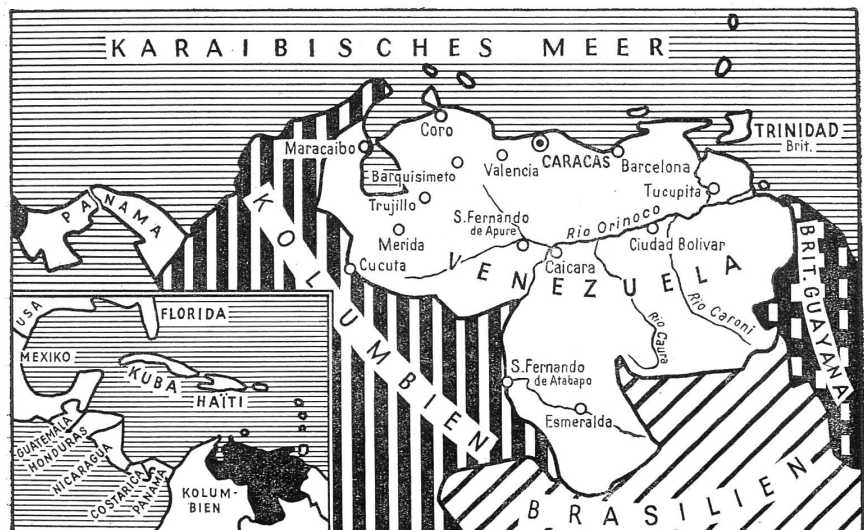 KARAIBISCHES MEER
TRINIDAD
Brit.
Coro
Maracaibo
CARACAS
Barquisimeto
Valencia
Barcelona
Tucupita
Trujillo
S. Fernando
de Apure
Rio Orinoco
Merida
Ciudad Bolivar
Cucuta
Caicara
VENEZUELA
PANAMA
KOLUMBIEN
BRIT. GUAYANA
Rio Caura
Rio Caroni
S. Fernando
de Atabapo
Esmeralda
BRASILIEN
USA
FLORIDA
MEXIKO
KUBA
HAÏTI
GUATEMALA
HONDURAS
NICARAGUA
COSTARICA
PANAMA
KOLUM-
BIEN